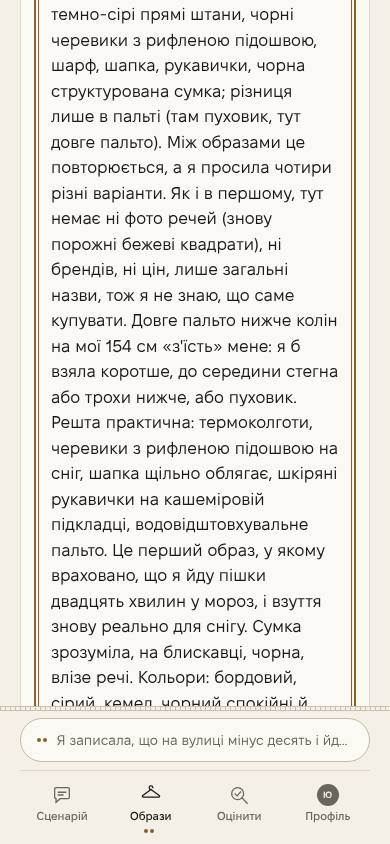 темно-сірі прямі штани, чорні
черевики з рифленою підошвою,
шарф, шапка, рукавички, чорна
структурована сумка; різниця
лише в пальті (там пуховик, тут
довге пальто). Між образами це
повторюється, а я просила чотири
різні варіанти. Як і в першому, тут
немає ні фото речей (знову
порожні бежеві квадрати), ні
брендів, ні цін, лише загальні
назви, тож я не знаю, що саме
купувати. Довге пальто нижче колін
на мої 154 см «з'їсть» мене: я б
взяла коротше, до середини стегна
або трохи нижче, або пуховик.
Решта практична: термоколготи,
черевики з рифленою підошвою на
сніг, шапка щільно облягає, шкіряні
рукавички на кашеміровій
підкладці, водовідштовхувальне
пальто. Це перший образ, у якому
враховано, що я йду пішки
двадцять хвилин у мороз, і взуття
знову реально для снігу. Сумка
зрозуміла, на блискавці, чорна,
влізе речі. Кольори: бордовий,
сірий, кемел, чорний спокійні й
Я записала, що на вулиці мінус десять і йд...
Сценарій
Образи
Оцінити
Ю
Профіль